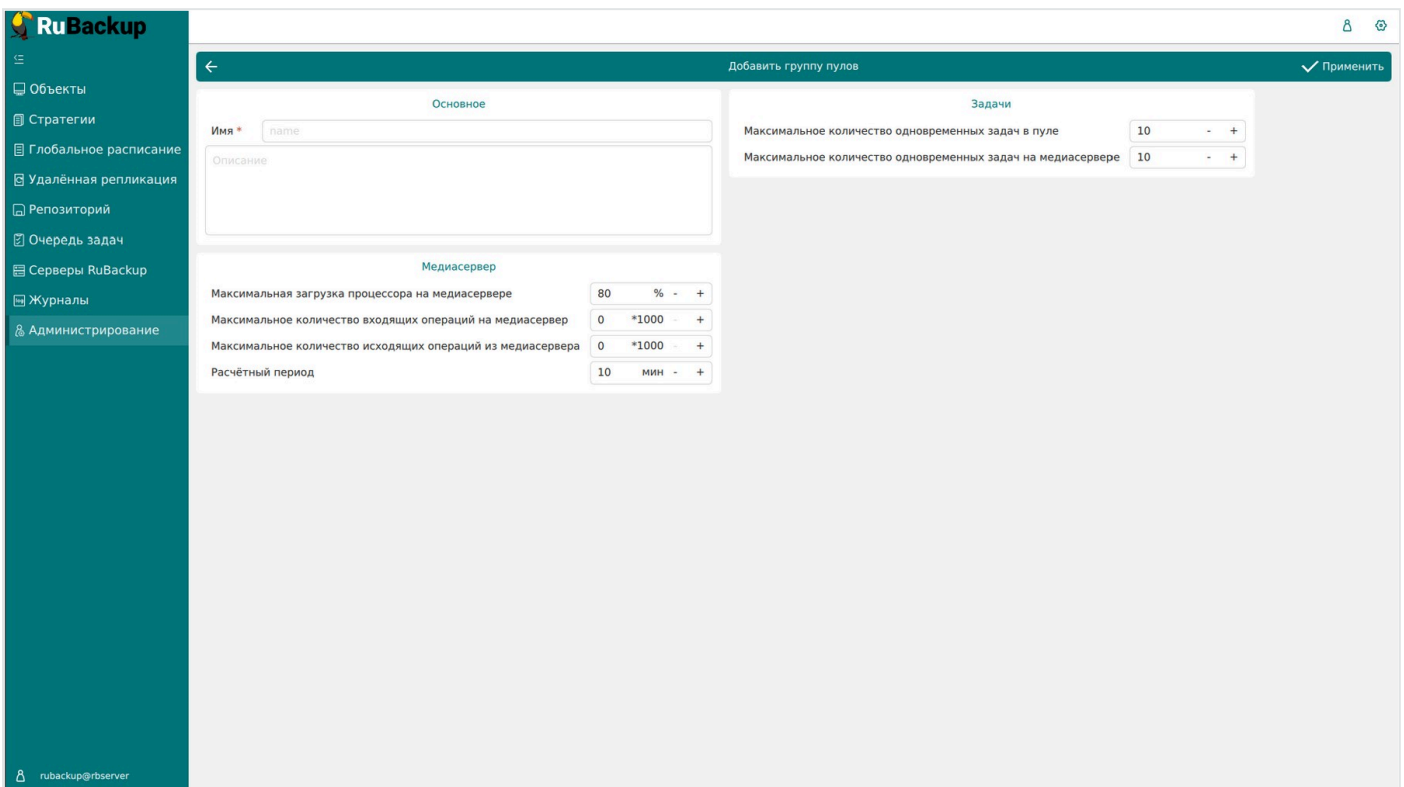 RuBackup
Объекты
Стратегии
Глобальное расписание
Удалённая репликация
Репозиторий
Очередь задач
Серверы RuBackup
Журналы
Администрирование
rubackup@rbserver
Добавить группу пулов
Применить
Основное
Имя * name
Описание
Медиасервер
Максимальная загрузка процессора на медиасервере 80 % - +
Максимальное количество входящих операций на медиасервер 0 *1000 - +
Максимальное количество исходящих операций из медиасервера 0 *1000 - +
Расчётный период 10 мин - +
Задачи
Максимальное количество одновременных задач в пуле 10 - +
Максимальное количество одновременных задач на медиасервере 10 - +